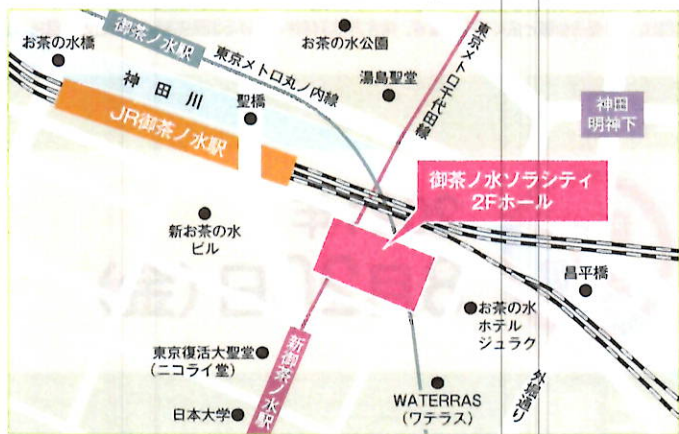 御茶ノ水駅
お茶の水橋
お茶の水公園
東京メトロ丸ノ内線
東京メトロ千代田線
湯島聖堂
神田川
聖橋
神田
明神下
JR御茶ノ水駅
御茶ノ水ソラシティ
2Fホール
新お茶の水
ビル
昌平橋
お茶の水
ホテル
ジュラク
東京復活大聖堂
(ニコライ堂)
新御茶ノ水駅
外堀通り
WATERRAS
(ワテラス)
日本大学